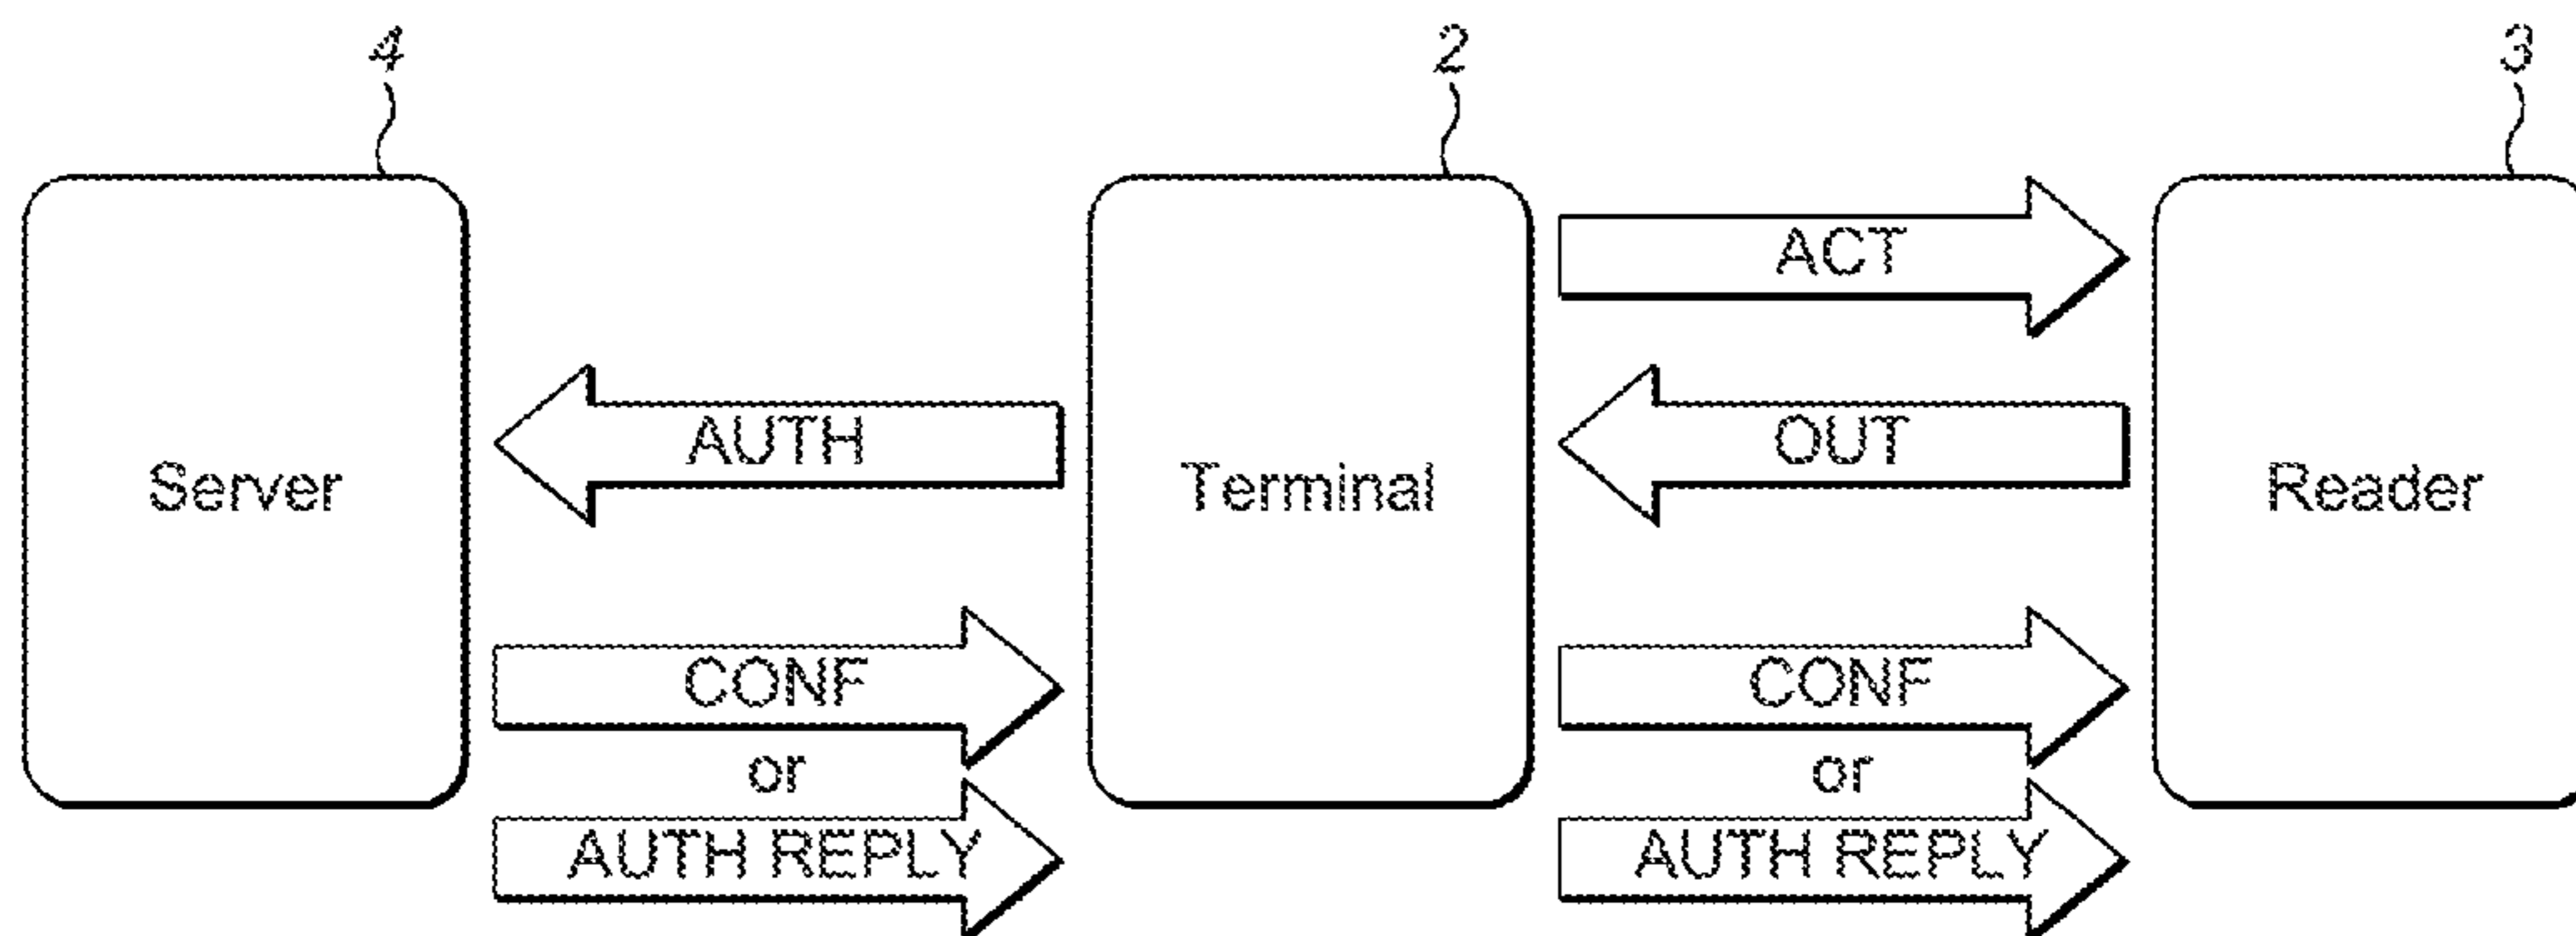 4
2
3
ACT
AUTH
OUT
Server
Terminal
Reader
CONF
CONF
or
or
AUTH REPLY
AUTH REPLY